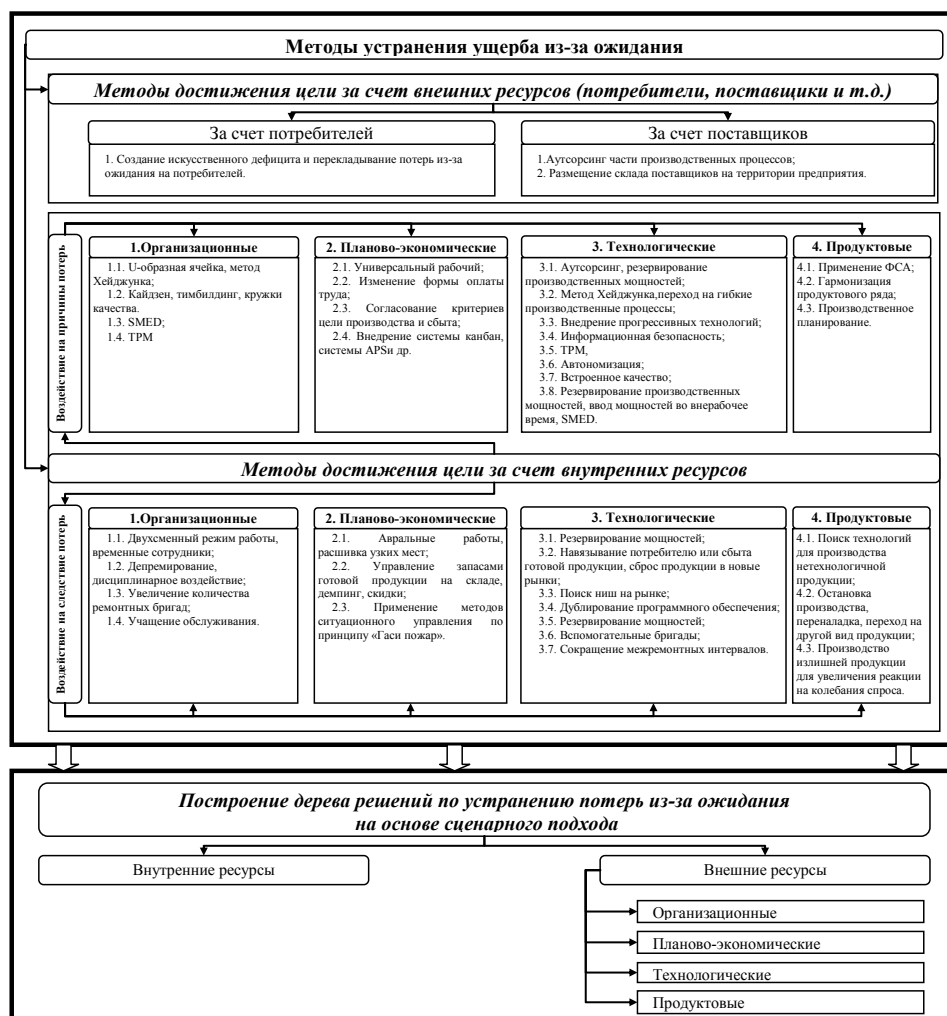 Методы устранения ущерба из-за ожидания
Методы достижения цели за счет внешних ресурсов (потребители, поставщики и т.д.)
За счет потребителей
1. Создание искусственного дефицита и перекладывание потерь из-за
ожидания на потребителей.
За счет поставщиков
1.Аутсорсинг части производственных процессов;
2. Размещение склада поставщиков на территории предприятия.
Воздействие на причины потерь
1.Организационные
1.1. U-образная ячейка, метод
Хейджунка;
1.2. Кайдзен, тимбилдинг, кружки
качества.
1.3. SMED;
1.4. TPM
2. Планово-экономические
2.1. Универсальный рабочий;
2.2. Изменение формы оплаты
труда;
2.3. Согласование критериев
цели производства и сбыта;
2.4. Внедрение системы канбан,
системы APSи др.
3. Технологические
3.1. Аутсорсинг, резервирование
производственных мощностей;
3.2. Метод Хейджунка,переход на гибкие
производственные процессы;
3.3. Внедрение прогрессивных технологий;
3.4. Информационная безопасность;
3.5. TPM,
3.6. Автономизация;
3.7. Встроенное качество;
3.8. Резервирование производственных
мощностей, ввод мощностей во внерабочее
время, SMED.
4. Продуктовые
4.1. Применение ФСА;
4.2. Гармонизация
продуктового ряда;
4.3. Производственное
планирование.
Методы достижения цели за счет внутренних ресурсов
Воздействие на следствие потерь
1.Организационные
1.1. Двухсменный режим работы,
временные сотрудники;
1.2. Депремирование,
дисциплинарное воздействие;
1.3. Увеличение количества
ремонтных бригад;
1.4. Учащение обслуживания.
2. Планово-экономические
2.1. Авральные работы,
расшивка узких мест;
2.2. Управление запасами
готовой продукции на складе,
демпинг, скидки;
2.3. Применение методов
ситуационного управления по
принципу «Гаси пожар».
3. Технологические
3.1. Резервирование мощностей;
3.2. Навязывание потребителю или сбыта
готовой продукции, сброс продукции в новые
рынки;
3.3. Поиск ниш на рынке;
3.4. Дублирование программного обеспечения;
3.5. Резервирование мощностей;
3.6. Вспомогательные бригады;
3.7. Сокращение межремонтных интервалов.
4. Продуктовые
4.1. Поиск технологий
для производства
нетехнологичной
продукции;
4.2. Остановка
производства,
переналадка, переход на
другой вид продукции;
4.3. Производство
излишней продукции
для увеличения реакции
на колебания спроса.
Построение дерева решений по устранению потерь из-за ожидания
на основе сценарного подхода
Внутренние ресурсы
Внешние ресурсы
Организационные
Планово-экономические
Технологические
Продуктовые